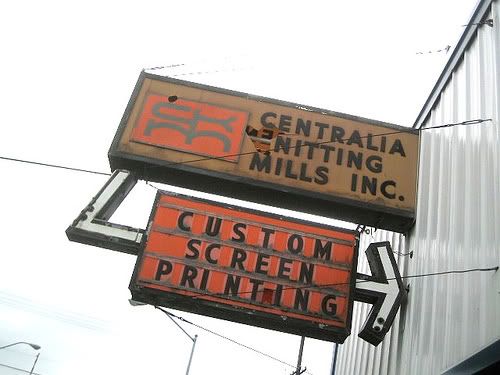 CENTRALIA
KNITTING
MILLS INC.
CUSTOM
SCREEN
PRINTING